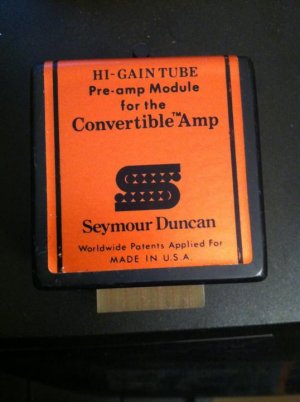 HI-GAIN TUBE
Pre-amp Module
for the
Convertible™Amp
Seymour Duncan
Worldwide Patents Applied For
MADE IN U.S.A.